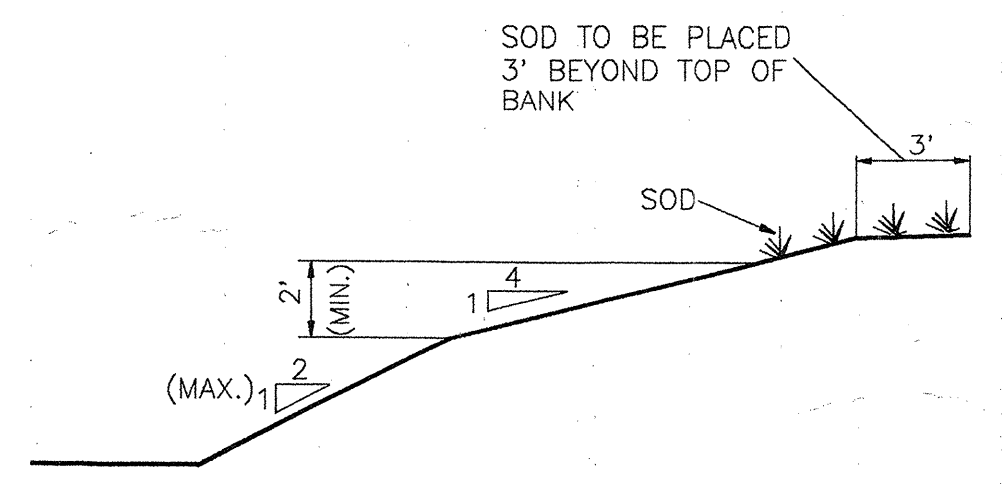 SOD TO BE PLACED
3' BEYOND TOP OF
BANK
3'
SOD
2'
(MIN.)
4
1
2
(MAX.) 1